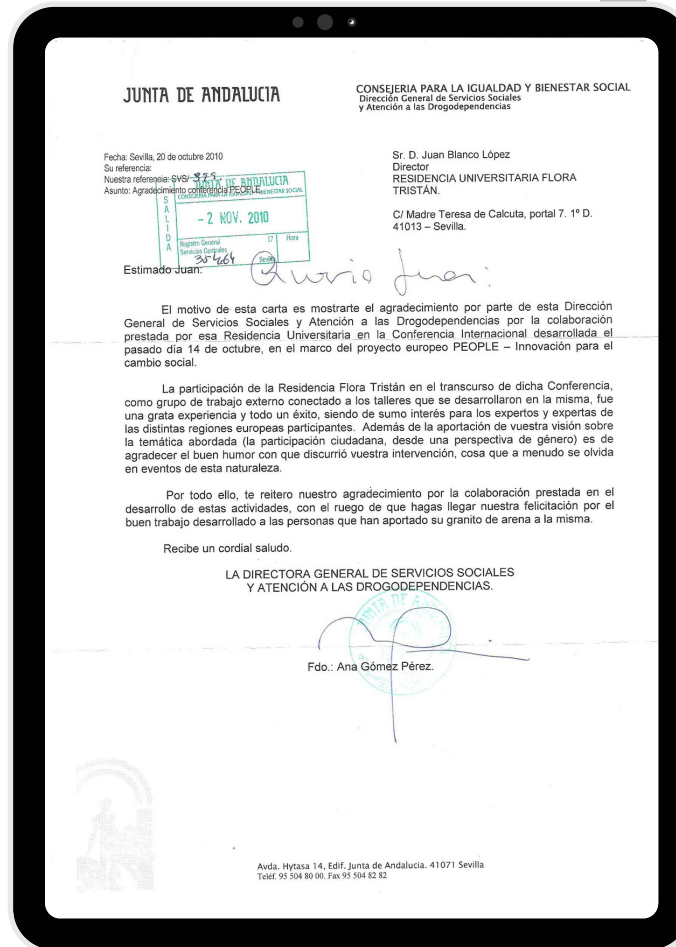 JUNTA DE ANDALUCIA
CONSEJERIA PARA LA IGUALDAD Y BIENESTAR SOCIAL
Dirección General de Servicios Sociales
y Atención a las Drogodependencias
Fecha: Sevilla, 20 de octubre 2010
Su referencia:
Nuestra referencia: SVS/
Asunto: Agradecimiento conferencia PEOPLE
Sr. D. Juan Blanco López
Director
RESIDENCIA UNIVERSITARIA FLORA
TRISTÁN.
C/ Madre Teresa de Calcuta, portal 7. 1º D.
41013 – Sevilla.
SALIDA
JUNTA DE ANDALUCIA
CONSEJERIA PARA LA IGUALDAD Y BIENESTAR SOCIAL
- 2 NOV. 2010
Registro General
Servicios Centrales
Hora
35464
Sevilla
Estimado Juan:
Querido Juan:
El motivo de esta carta es mostrarte el agradecimiento por parte de esta Dirección
General de Servicios Sociales y Atención a las Drogodependencias por la colaboración
prestada por esa Residencia Universitaria en la Conferencia Internacional desarrollada el
pasado día 14 de octubre, en el marco del proyecto europeo PEOPLE – Innovación para el
cambio social.
La participación de la Residencia Flora Tristán en el transcurso de dicha Conferencia,
como grupo de trabajo externo conectado a los talleres que se desarrollaron en la misma, fue
una grata experiencia y todo un éxito, siendo de sumo interés para los expertos y expertas de
las distintas regiones europeas participantes. Además de la aportación de vuestra visión sobre
la temática abordada (la participación ciudadana, desde una perspectiva de género) es de
agradecer el buen humor con que discurrió vuestra intervención, cosa que a menudo se olvida
en eventos de esta naturaleza.
Por todo ello, te reitero nuestro agradecimiento por la colaboración prestada en el
desarrollo de estas actividades, con el ruego de que hagas llegar nuestra felicitación por el
buen trabajo desarrollado a las personas que han aportado su granito de arena a la misma.
Recibe un cordial saludo.
LA DIRECTORA GENERAL DE SERVICIOS SOCIALES
Y ATENCIÓN A LAS DROGODEPENDENCIAS.
JUNTA DE ANDALUCIA
Fdo.: Ana Gómez Pérez.
Avda. Hytasa 14, Edif. Junta de Andalucia. 41071 Sevilla
Teléf. 95 504 80 00. Fax 95 504 82 82